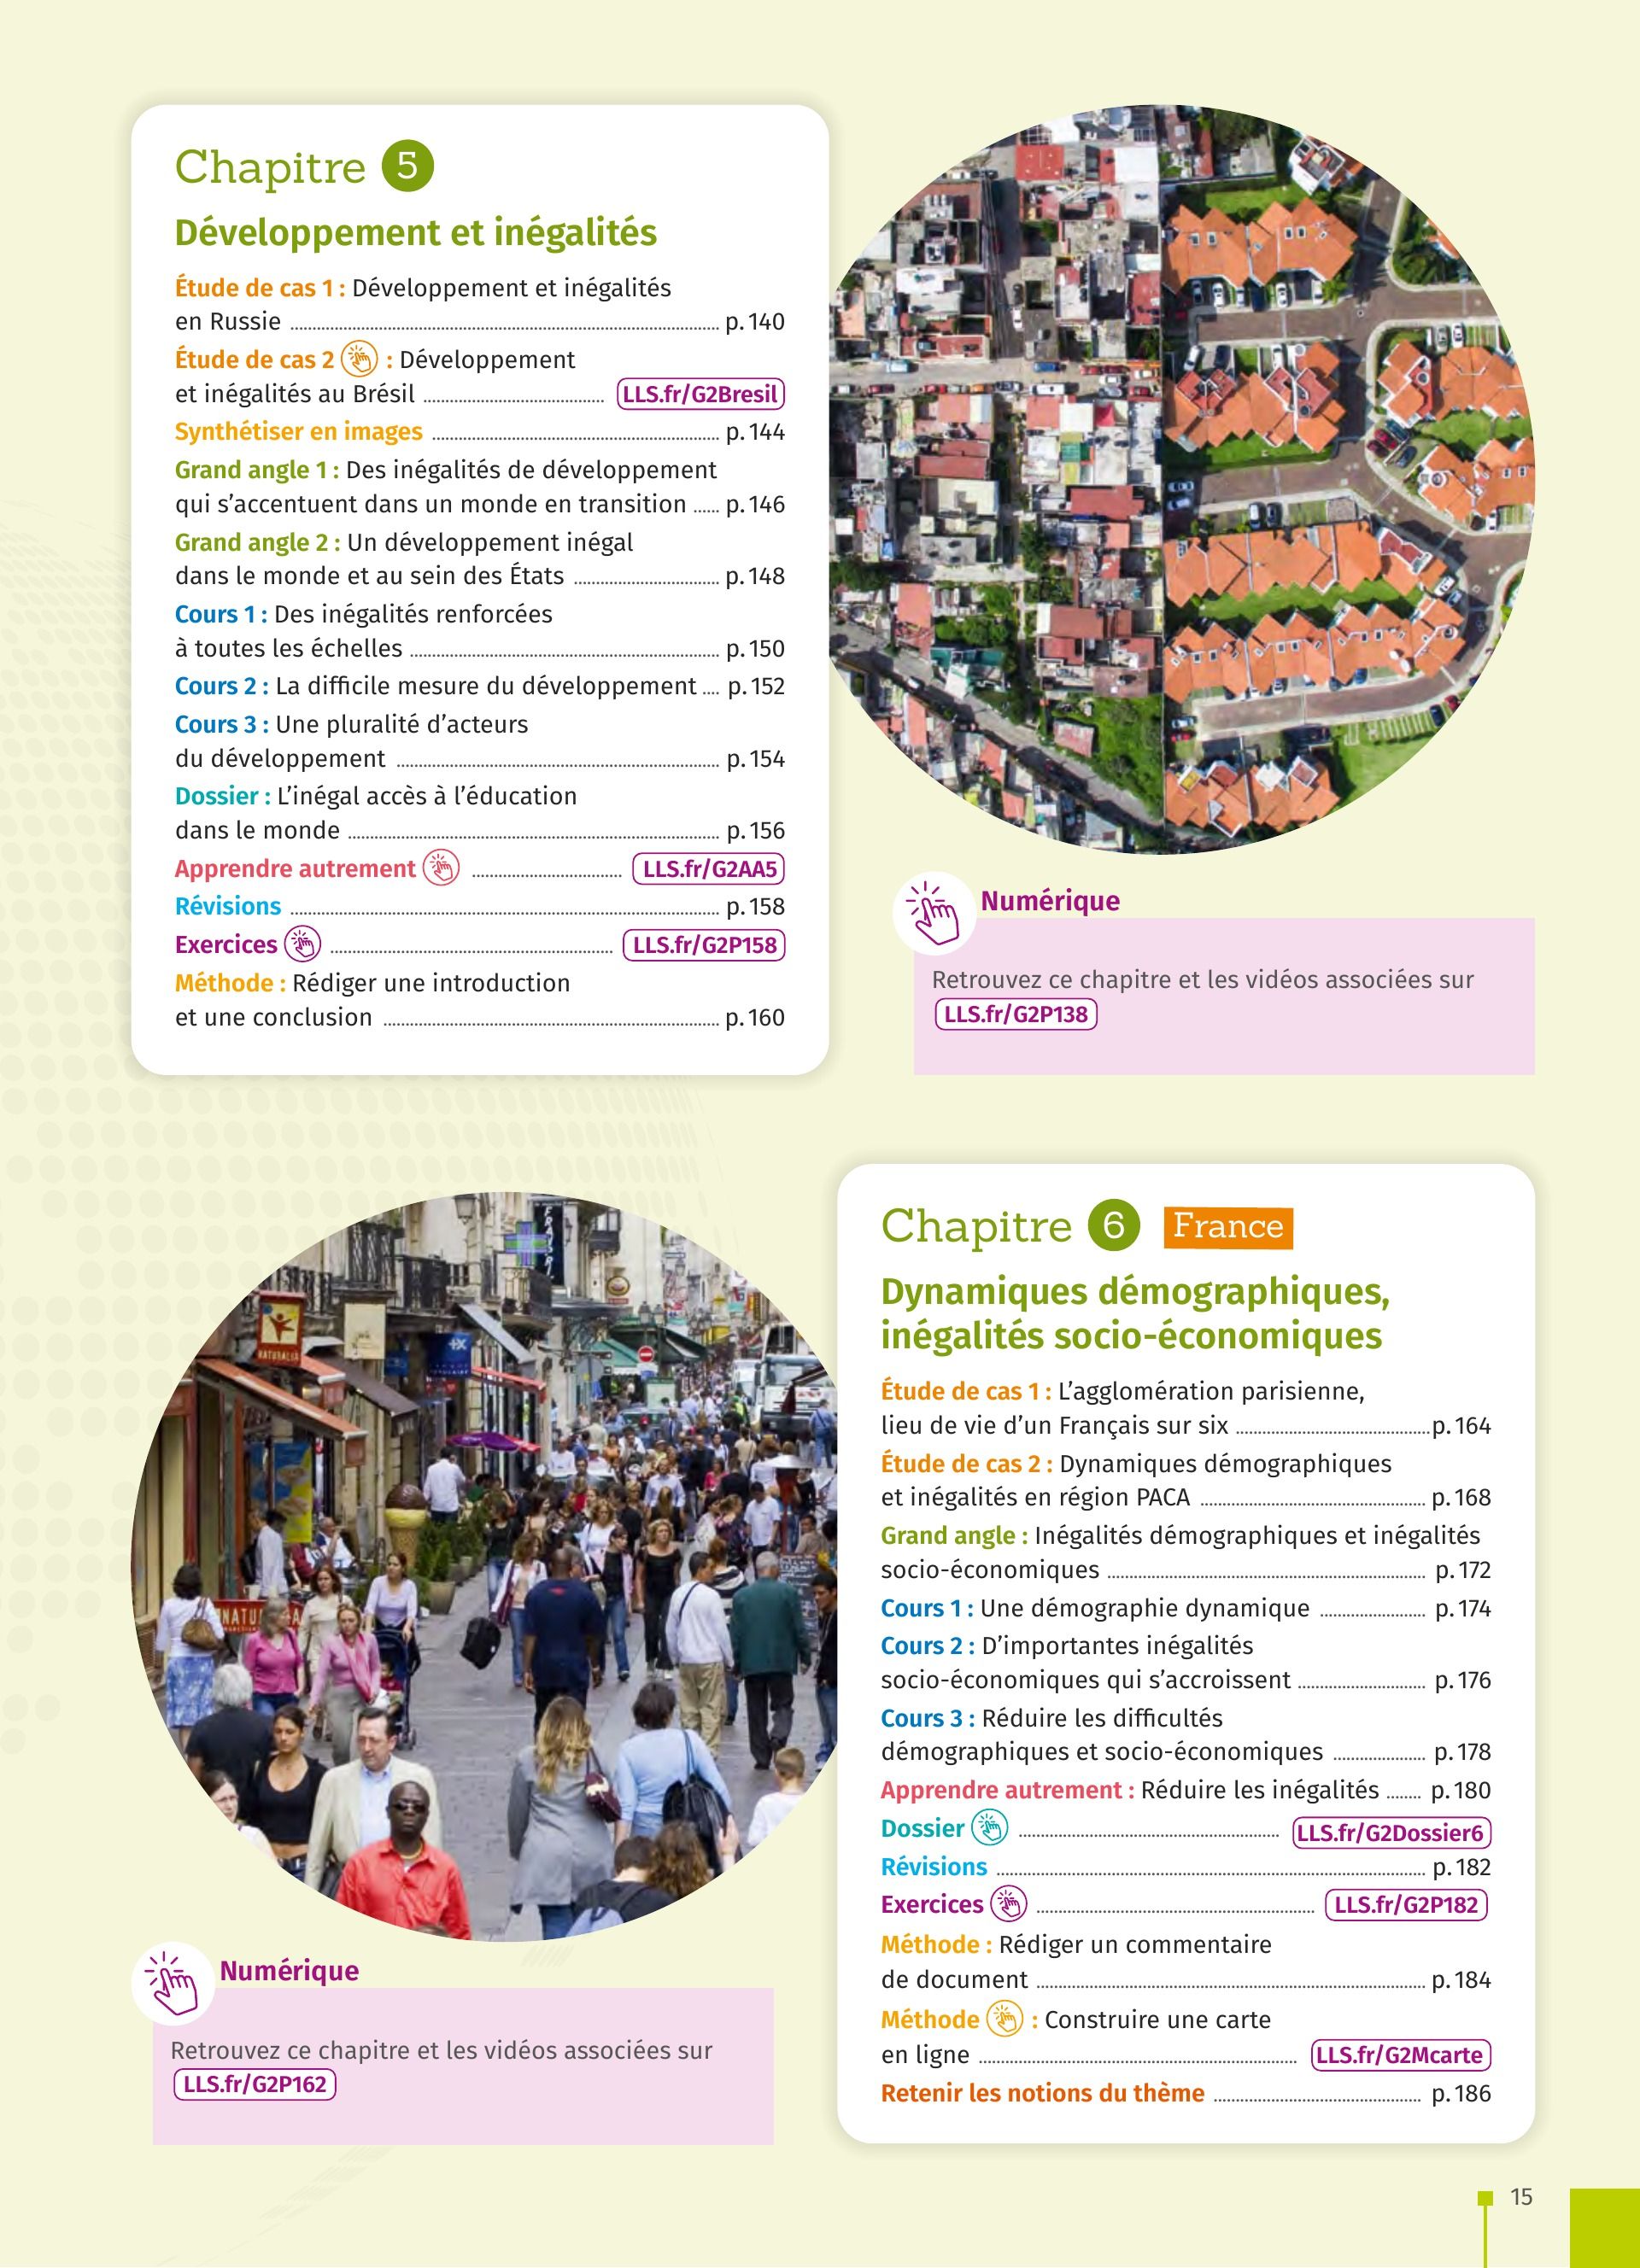 Chapitre 5
Développement et inégalités
Étude de cas 1 : Développement et inégalités
en Russie p. 140
Étude de cas 2 : Développement
et inégalités au Brésil LLS.fr/G2Bresil
Synthétiser en images p. 144
Grand angle 1 : Des inégalités de développement
qui s’accentuent dans un monde en transition p. 146
Grand angle 2 : Un développement inégal
dans le monde et au sein des États p. 148
Cours 1 : Des inégalités renforcées
à toutes les échelles p. 150
Cours 2 : La difficile mesure du développement p. 152
Cours 3 : Une pluralité d’acteurs
du développement p. 154
Dossier : L’inégal accès à l’éducation
dans le monde p. 156
Apprendre autrement LLS.fr/G2AA5
Révisions p. 158
Exercices LLS.fr/G2P158
Méthode : Rédiger une introduction
et une conclusion p. 160
Numérique
Retrouvez ce chapitre et les vidéos associées sur
LLS.fr/G2P138
NATURALIA
Numérique
Retrouvez ce chapitre et les vidéos associées sur
LLS.fr/G2P162
Chapitre 6 France
Dynamiques démographiques,
inégalités socio-économiques
Étude de cas 1 : L’agglomération parisienne,
lieu de vie d’un Français sur six p. 164
Étude de cas 2 : Dynamiques démographiques
et inégalités en région PACA p. 168
Grand angle : Inégalités démographiques et inégalités
socio-économiques p. 172
Cours 1 : Une démographie dynamique p. 174
Cours 2 : D’importantes inégalités
socio-économiques qui s’accroissent p. 176
Cours 3 : Réduire les difficultés
démographiques et socio-économiques p. 178
Apprendre autrement : Réduire les inégalités p. 180
Dossier LLS.fr/G2Dossier6
Révisions p. 182
Exercices LLS.fr/G2P182
Méthode : Rédiger un commentaire
de document p. 184
Méthode : Construire une carte
en ligne LLS.fr/G2Mcarte
Retenir les notions du thème p. 186
15